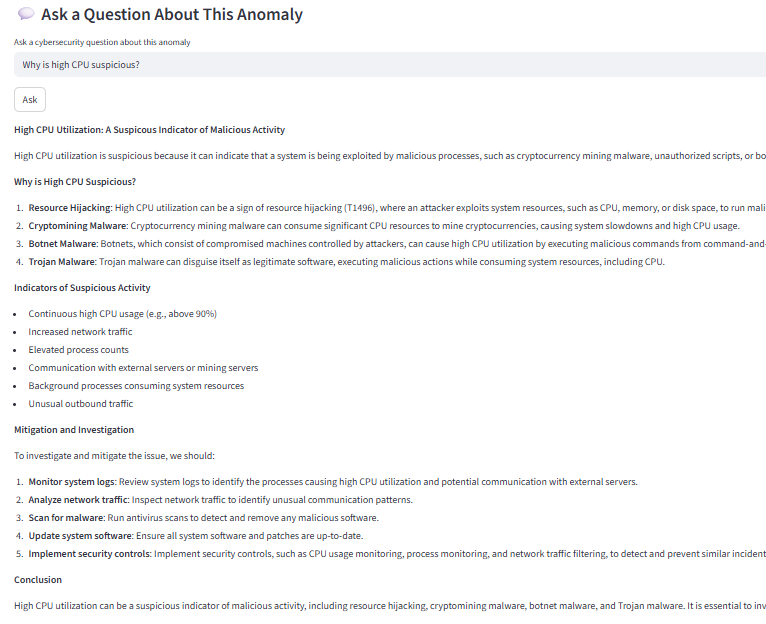 Ask a Question About This Anomaly
Ask a cybersecurity question about this anomaly
Why is high CPU suspicious?
Ask
High CPU Utilization: A Suspicous Indicator of Malicious Activity
High CPU utilization is suspicious because it can indicate that a system is being exploited by malicious processes, such as cryptocurrency mining malware, unauthorized scripts, or bo
Why is High CPU Suspicious?
1. Resource Hijacking: High CPU utilization can be a sign of resource hijacking (T1496), where an attacker exploits system resources, such as CPU, memory, or disk space, to run mali
2. Cryptomining Malware: Cryptocurrency mining malware can consume significant CPU resources to mine cryptocurrencies, causing system slowdowns and high CPU usage.
3. Botnet Malware: Botnets, which consist of compromised machines controlled by attackers, can cause high CPU utilization by executing malicious commands from command-and-
4. Trojan Malware: Trojan malware can disguise itself as legitimate software, executing malicious actions while consuming system resources, including CPU.
Indicators of Suspicious Activity
• Continuous high CPU usage (e.g., above 90%)
• Increased network traffic
• Elevated process counts
• Communication with external servers or mining servers
• Background processes consuming system resources
• Unusual outbound traffic
Mitigation and Investigation
To investigate and mitigate the issue, we should:
1. Monitor system logs: Review system logs to identify the processes causing high CPU utilization and potential communication with external servers.
2. Analyze network traffic: Inspect network traffic to identify unusual communication patterns.
3. Scan for malware: Run antivirus scans to detect and remove any malicious software.
4. Update system software: Ensure all system software and patches are up-to-date.
5. Implement security controls: Implement security controls, such as CPU usage monitoring, process monitoring, and network traffic filtering, to detect and prevent similar incident
Conclusion
High CPU utilization can be a suspicious indicator of malicious activity, including resource hijacking, cryptomining malware, botnet malware, and Trojan malware. It is essential to inv